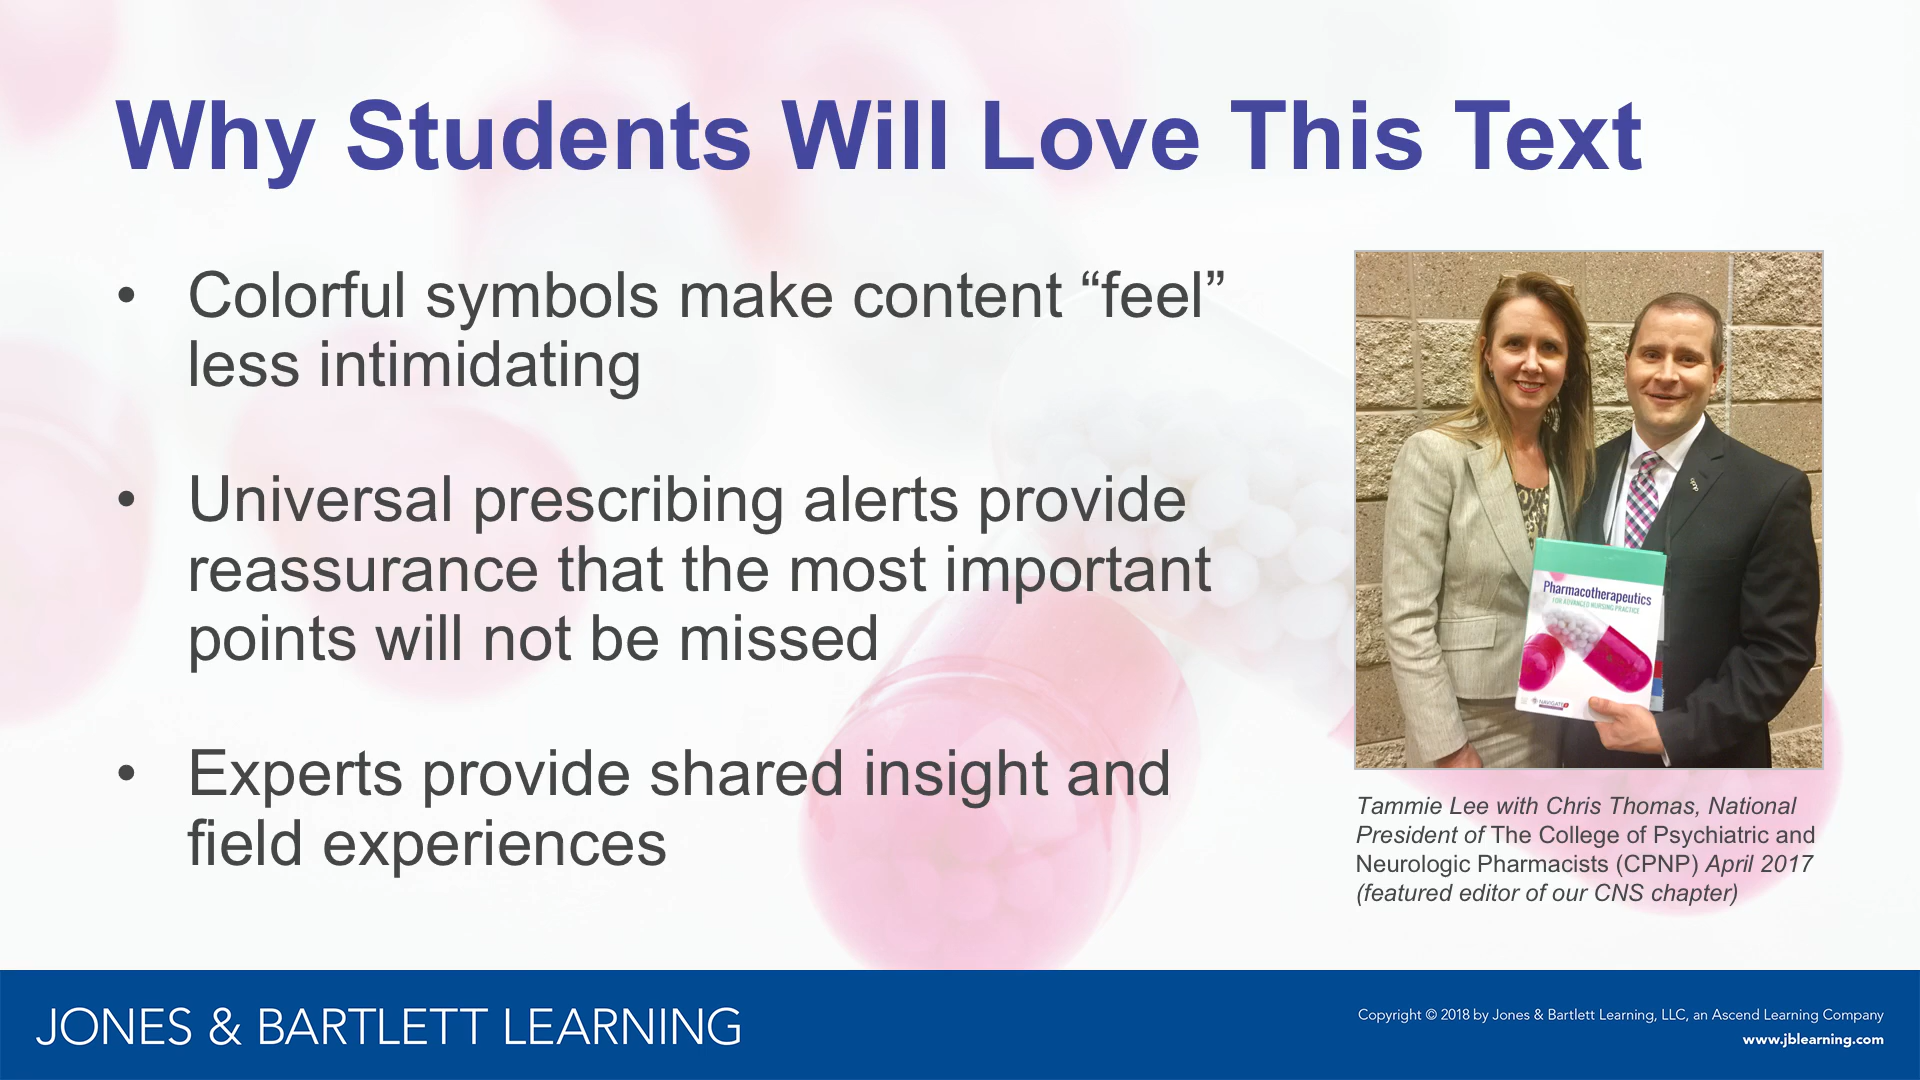 Why Students Will Love This Text
• Colorful symbols make content “feel”
less intimidating
• Universal prescribing alerts provide
reassurance that the most important
points will not be missed
• Experts provide shared insight and
field experiences
Pharmacotherapeutics
FOR ADVANCED NURSING PRACTICE
NAVIGATE 2
Tammie Lee with Chris Thomas, National
President of The College of Psychiatric and
Neurologic Pharmacists (CPNP) April 2017
(featured editor of our CNS chapter)
JONES & BARTLETT LEARNING
Copyright © 2018 by Jones & Bartlett Learning, LLC, an Ascend Learning Company
www.jblearning.com